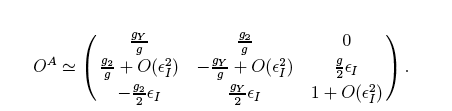 $$O^A \simeq \begin{pmatrix} \frac{g_Y}{g} & \frac{g_2}{g} & 0 \\ \frac{g_2}{g} + O(\epsilon_I^2) & -\frac{g_Y}{g} + O(\epsilon_I^2) & \frac{g}{2}\epsilon_I \\ -\frac{g_2}{2}\epsilon_I & \frac{g_Y}{2}\epsilon_I & 1 + O(\epsilon_I^2) \end{pmatrix}.$$